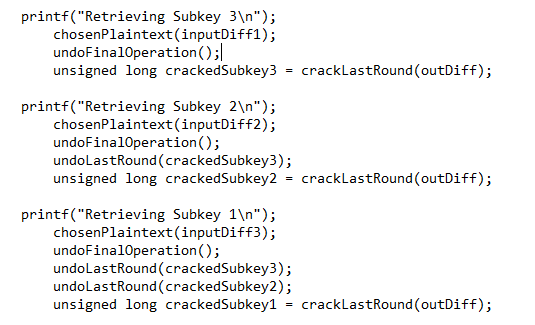 printf("Retrieving Subkey 3\n");
chosenPlaintext(inputDiff1);
undoFinalOperation();
unsigned long crackedSubkey3 = crackLastRound(outDiff);
printf("Retrieving Subkey 2\n");
chosenPlaintext(inputDiff2);
undoFinalOperation();
undoLastRound(crackedSubkey3);
unsigned long crackedSubkey2 = crackLastRound(outDiff);
printf("Retrieving Subkey 1\n");
chosenPlaintext(inputDiff3);
undoFinalOperation();
undoLastRound(crackedSubkey3);
undoLastRound(crackedSubkey2);
unsigned long crackedSubkey1 = crackLastRound(outDiff);